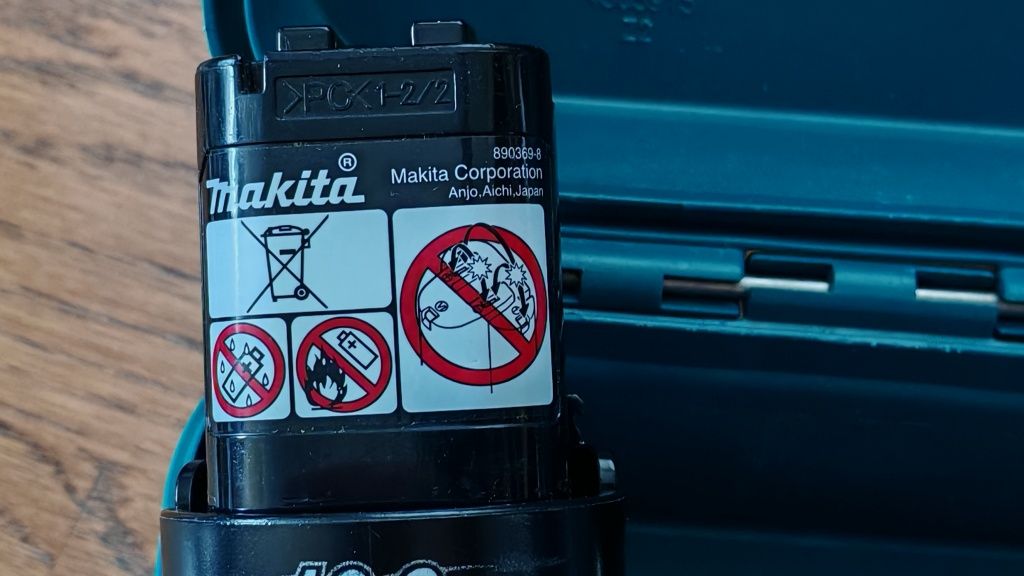 >PC<1-2/2
890369-8
makita®
Makita Corporation
Anjo,Aichi,Japan